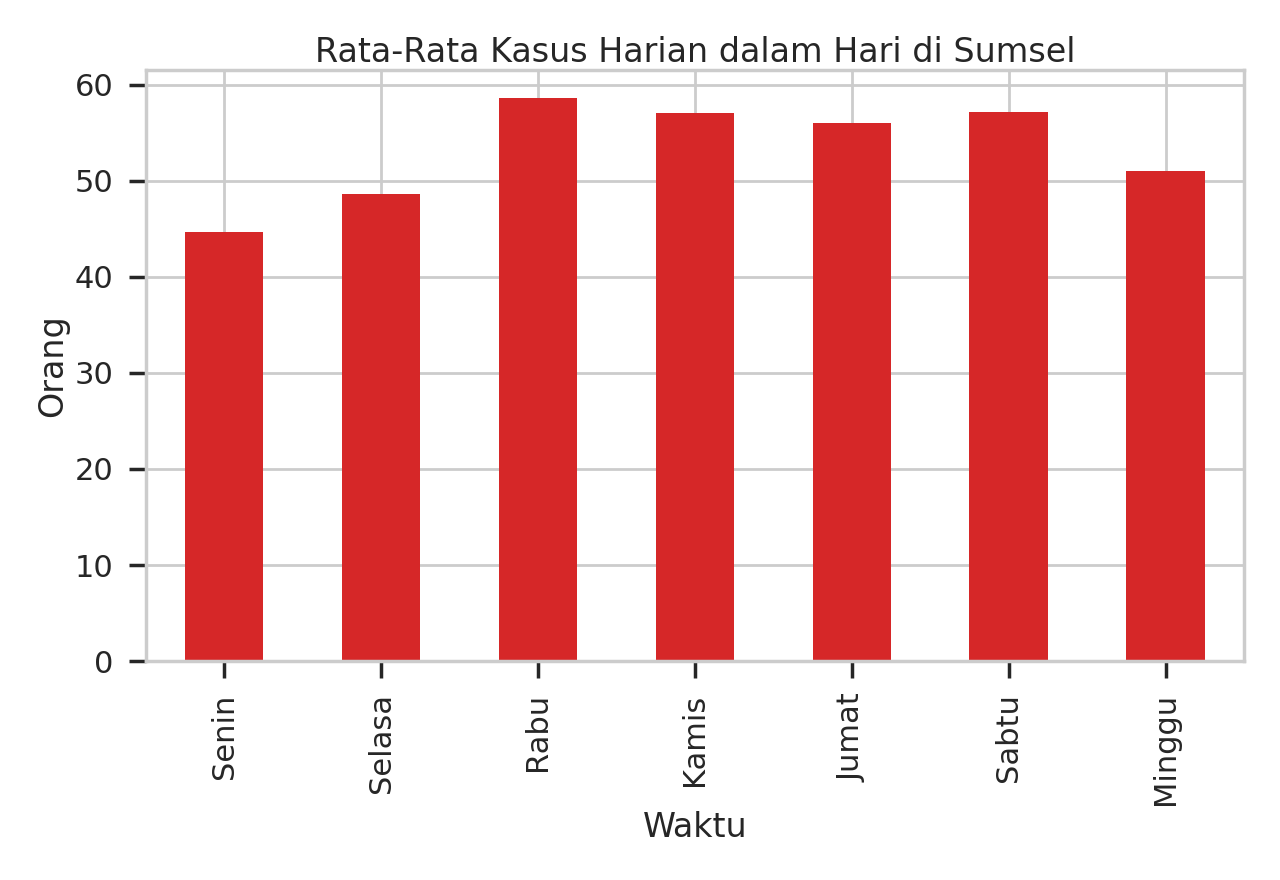 Rata-Rata Kasus Harian dalam Hari di Sumsel
60
50
40
30
20
10
0
Orang
Senin
Selasa
Rabu
Kamis
Jumat
Sabtu
Minggu
Waktu